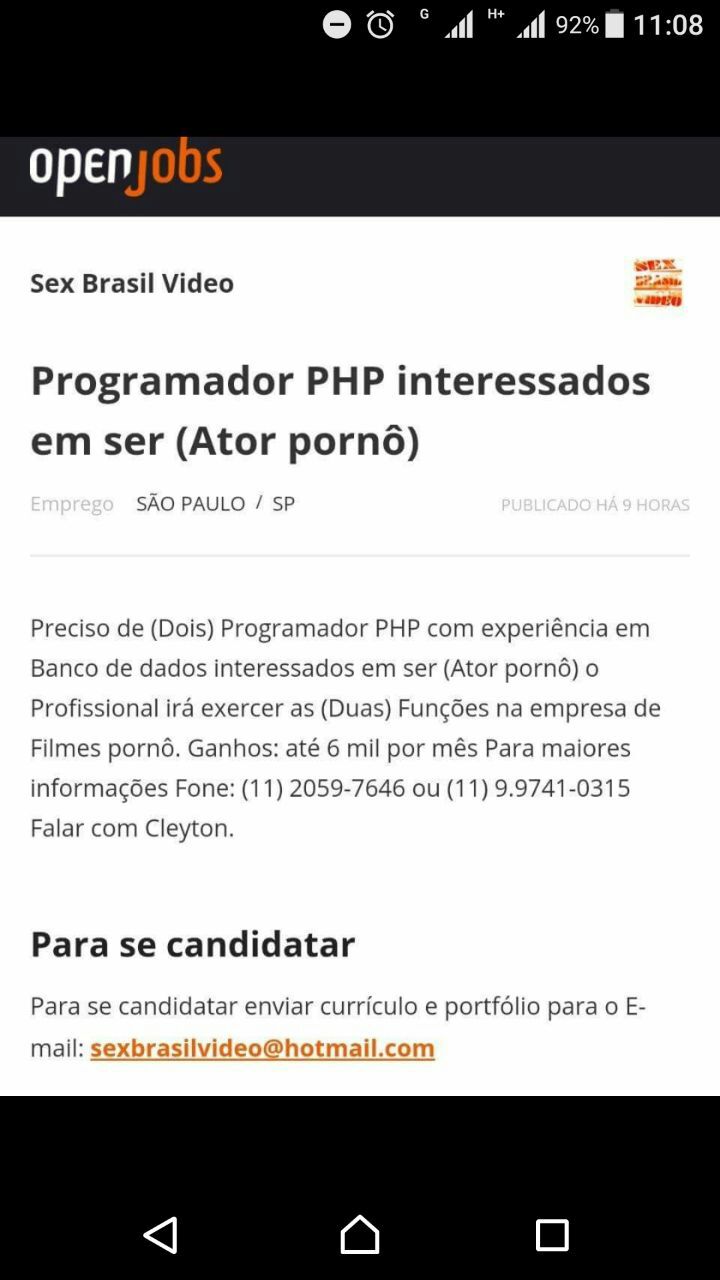 G H+ 92% 11:08
openjobs
Sex Brasil Video
SEX
BRASIL
VIDEO
Programador PHP interessados
em ser (Ator pornô)
Emprego SÃO PAULO / SP PUBLICADO HÁ 9 HORAS
Preciso de (Dois) Programador PHP com experiência em
Banco de dados interessados em ser (Ator pornô) o
Profissional irá exercer as (Duas) Funções na empresa de
Filmes pornô. Ganhos: até 6 mil por mês Para maiores
informações Fone: (11) 2059-7646 ou (11) 9.9741-0315
Falar com Cleyton.
Para se candidatar
Para se candidatar enviar currículo e portfólio para o E-
mail: sexbrasilvideo@hotmail.com